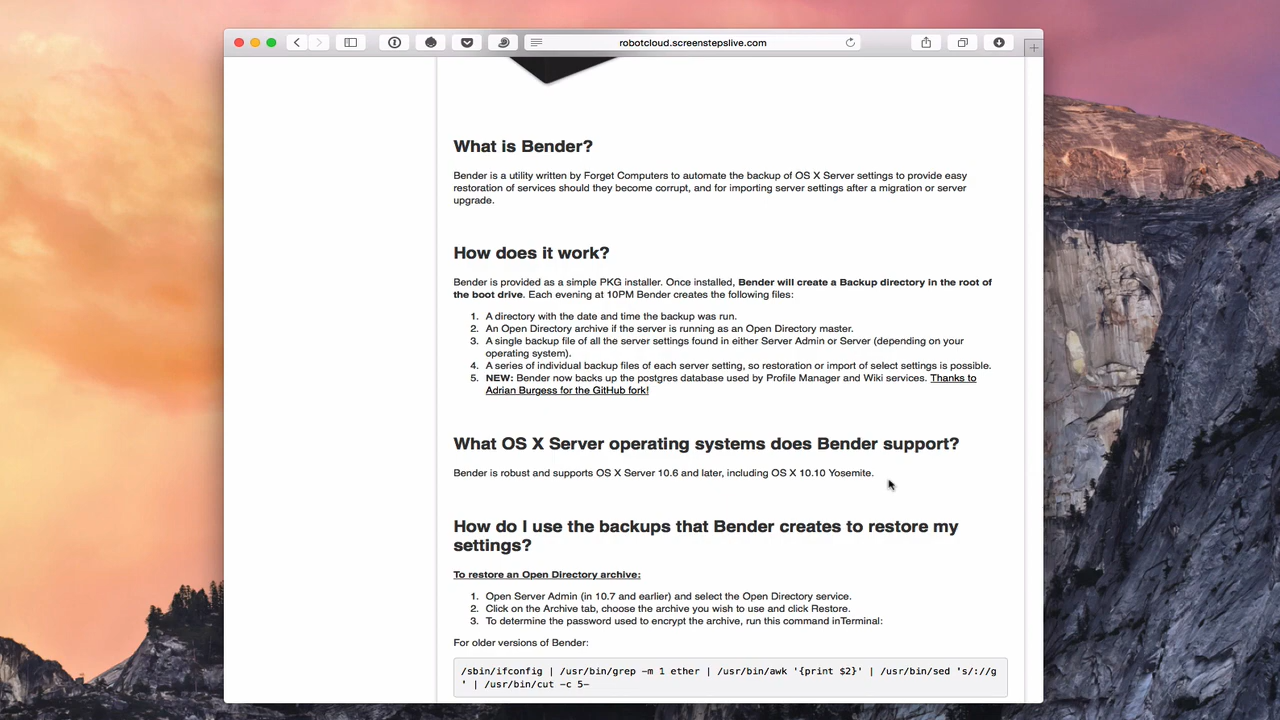 robotcloud.screenstepslive.com
What is Bender?
Bender is a utility written by Forget Computers to automate the backup of OS X Server settings to provide easy
restoration of services should they become corrupt, and for importing server settings after a migration or server
upgrade.
How does it work?
Bender is provided as a simple PKG installer. Once installed, Bender will create a Backup directory in the root of
the boot drive. Each evening at 10PM Bender creates the following files:
1. A directory with the date and time the backup was run.
2. An Open Directory archive if the server is running as an Open Directory master.
3. A single backup file of all the server settings found in either Server Admin or Server (depending on your
operating system).
4. A series of individual backup files of each server setting, so restoration or import of select settings is possible.
5. NEW: Bender now backs up the postgres database used by Profile Manager and Wiki services. Thanks to
Adrian Burgess for the GitHub fork!
What OS X Server operating systems does Bender support?
Bender is robust and supports OS X Server 10.6 and later, including OS X 10.10 Yosemite.
How do I use the backups that Bender creates to restore my
settings?
To restore an Open Directory archive:
1. Open Server Admin (in 10.7 and earlier) and select the Open Directory service.
2. Click on the Archive tab, choose the archive you wish to use and click Restore.
3. To determine the password used to encrypt the archive, run this command inTerminal:
For older versions of Bender:
/sbin/ifconfig | /usr/bin/grep -m 1 ether | /usr/bin/awk '{print $2}' | /usr/bin/sed 's/://g
' | /usr/bin/cut -c 5-